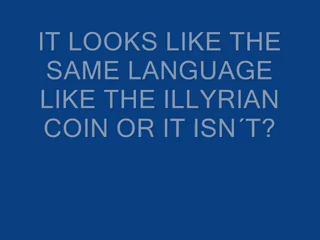 IT LOOKS LIKE THE
SAME LANGUAGE
LIKE THE ILLYRIAN
COIN OR IT ISN´T?